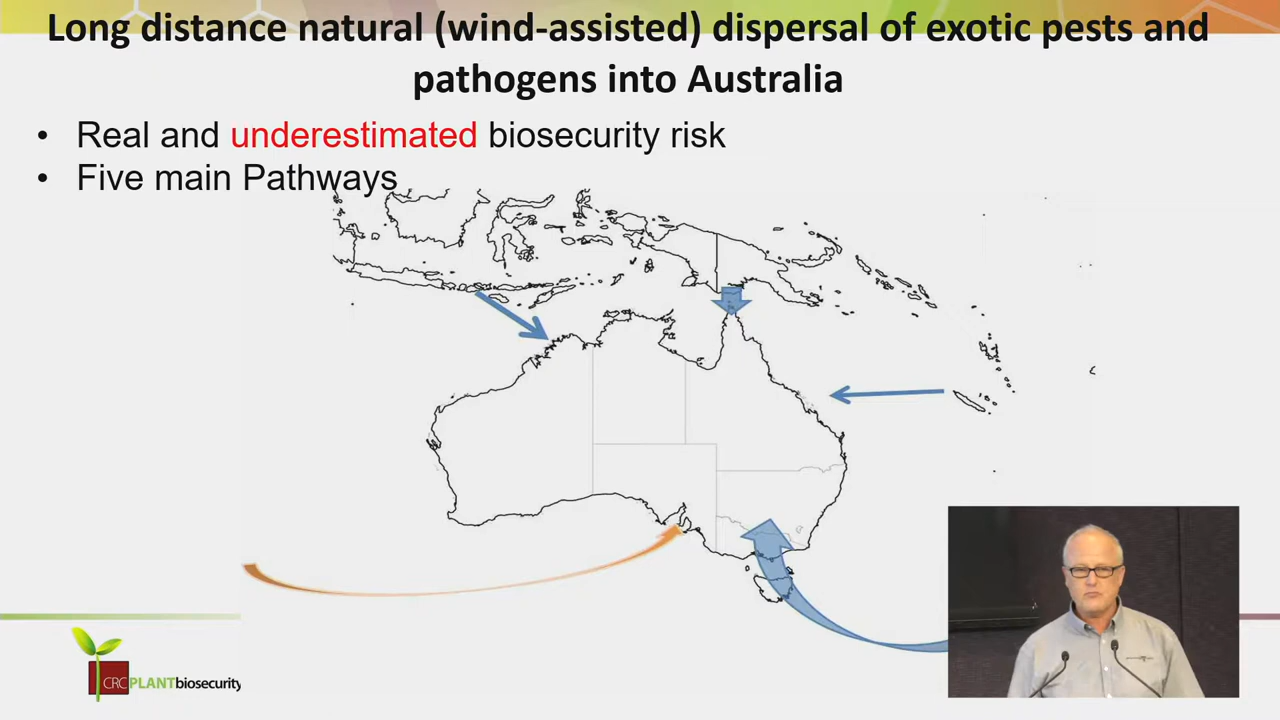 Long distance natural (wind-assisted) dispersal of exotic pests and
pathogens into Australia
• Real and underestimated biosecurity risk
• Five main Pathways
CRCPLANTbiosecurity